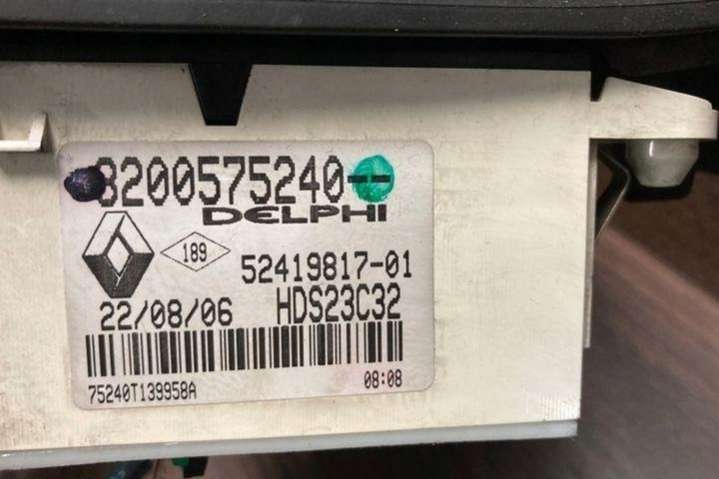 8200575240--
DELPHI
189
52419817-01
22/08/06 HDS23C32
75240T139958A 08:08